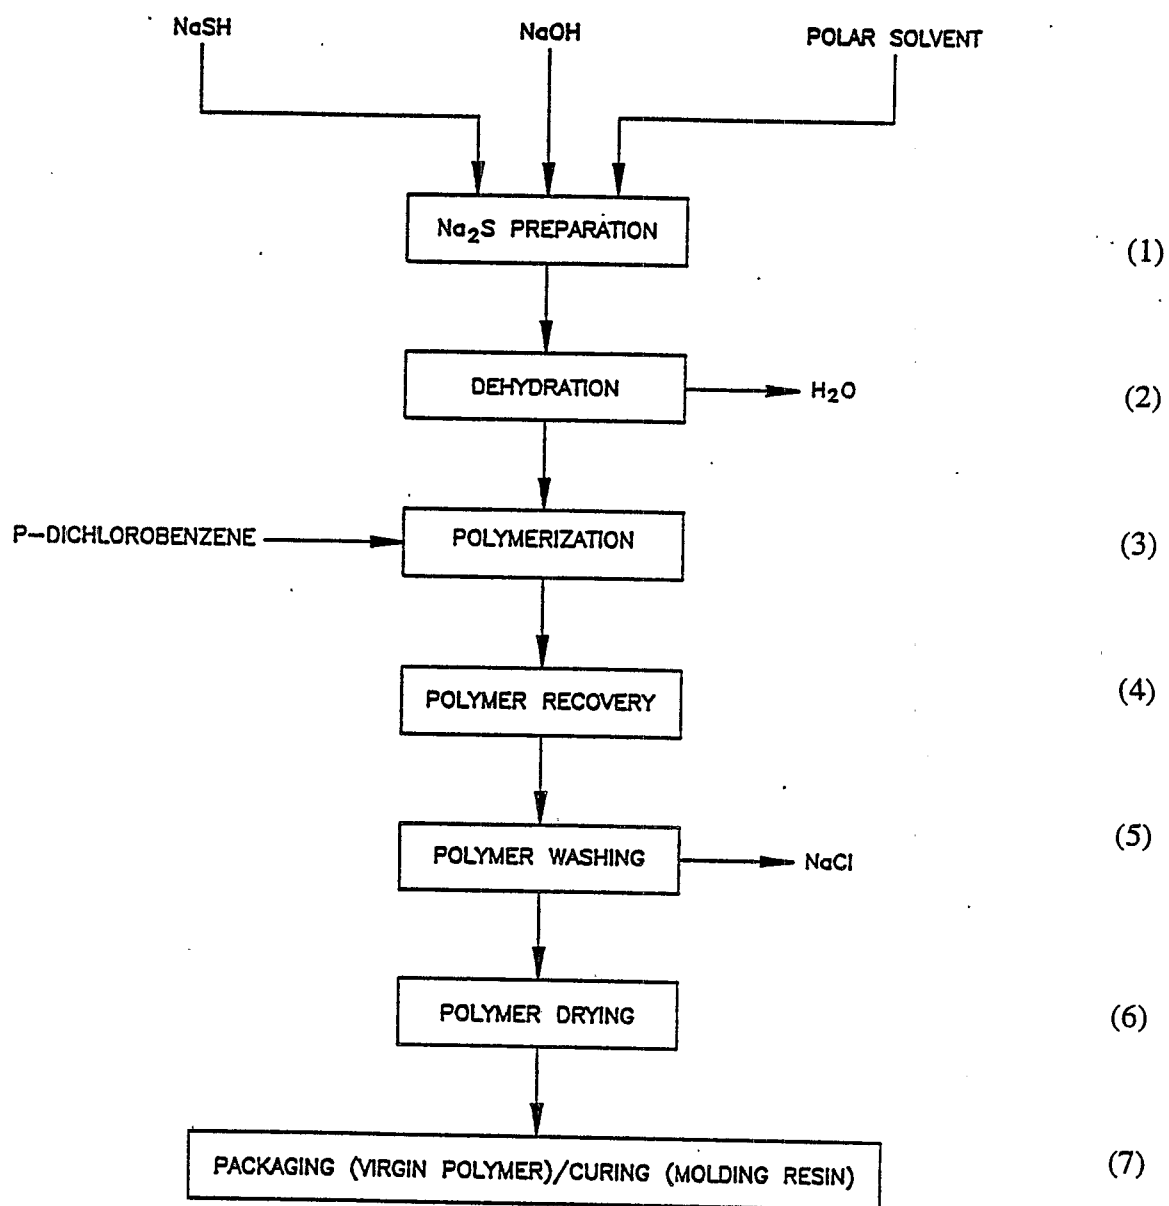 NaSH
NaOH
POLAR SOLVENT
Na₂S PREPARATION
(1)
DEHYDRATION
H₂O
(2)
P-DICHLOROBENZENE
POLYMERIZATION
(3)
POLYMER RECOVERY
(4)
POLYMER WASHING
NaCl
(5)
POLYMER DRYING
(6)
PACKAGING (VIRGIN POLYMER)/CURING (MOLDING RESIN)
(7)